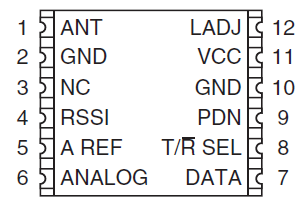 1 ANT LADJ 12
2 GND VCC 11
3 NC GND 10
4 RSSI PDN 9
5 A REF T/R̅ SEL 8
6 ANALOG DATA 7